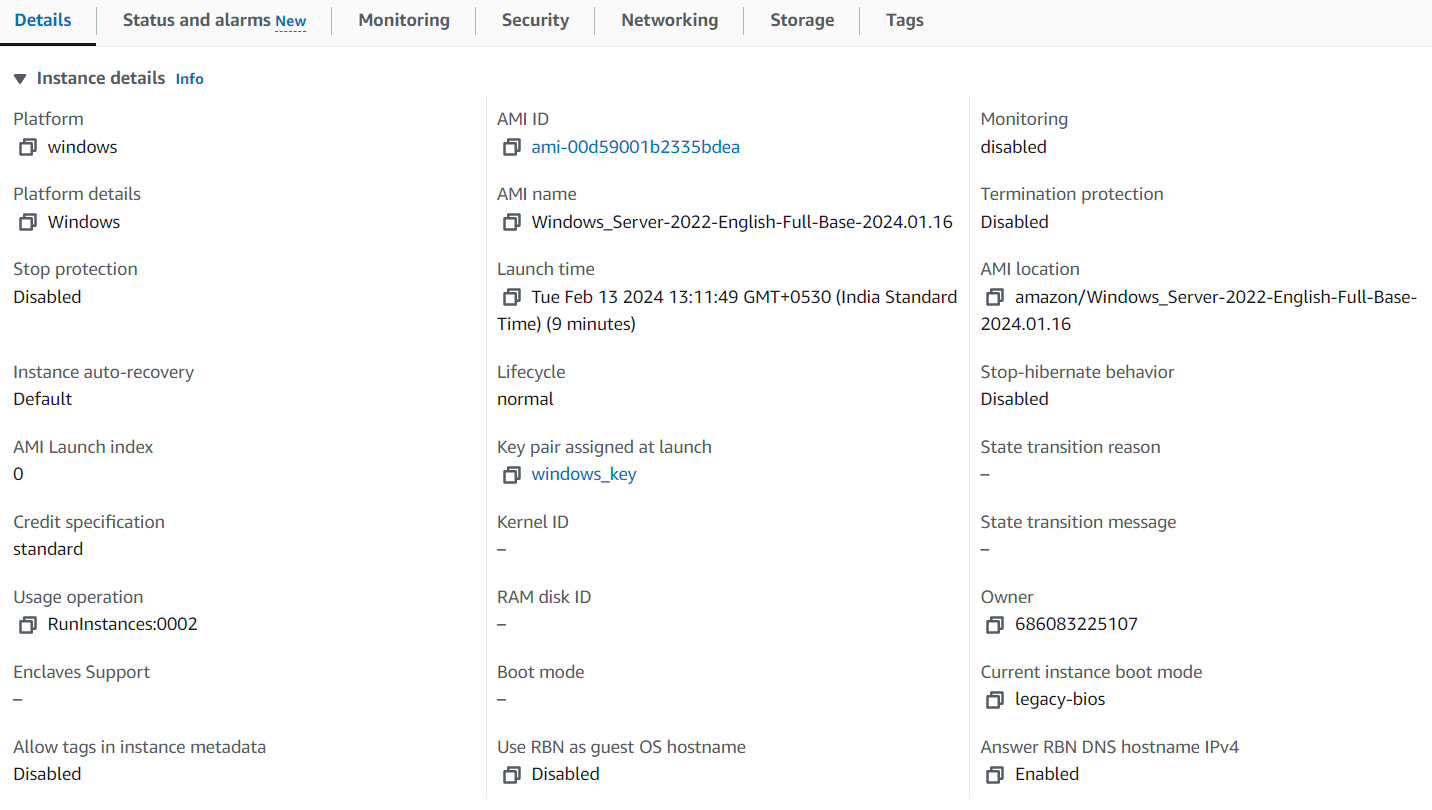 Details
Status and alarms New
Monitoring
Security
Networking
Storage
Tags
Instance details Info
Platform
windows
AMI ID
ami-00d59001b2335bdea
Monitoring
disabled
Platform details
Windows
AMI name
Windows_Server-2022-English-Full-Base-2024.01.16
Termination protection
Disabled
Stop protection
Disabled
Launch time
Tue Feb 13 2024 13:11:49 GMT+0530 (India Standard
Time) (9 minutes)
AMI location
amazon/Windows_Server-2022-English-Full-Base-
2024.01.16
Instance auto-recovery
Default
Lifecycle
normal
Stop-hibernate behavior
Disabled
AMI Launch index
0
Key pair assigned at launch
windows_key
State transition reason
–
Credit specification
standard
Kernel ID
–
State transition message
–
Usage operation
RunInstances:0002
RAM disk ID
–
Owner
686083225107
Enclaves Support
–
Boot mode
–
Current instance boot mode
legacy-bios
Allow tags in instance metadata
Disabled
Use RBN as guest OS hostname
Disabled
Answer RBN DNS hostname IPv4
Enabled